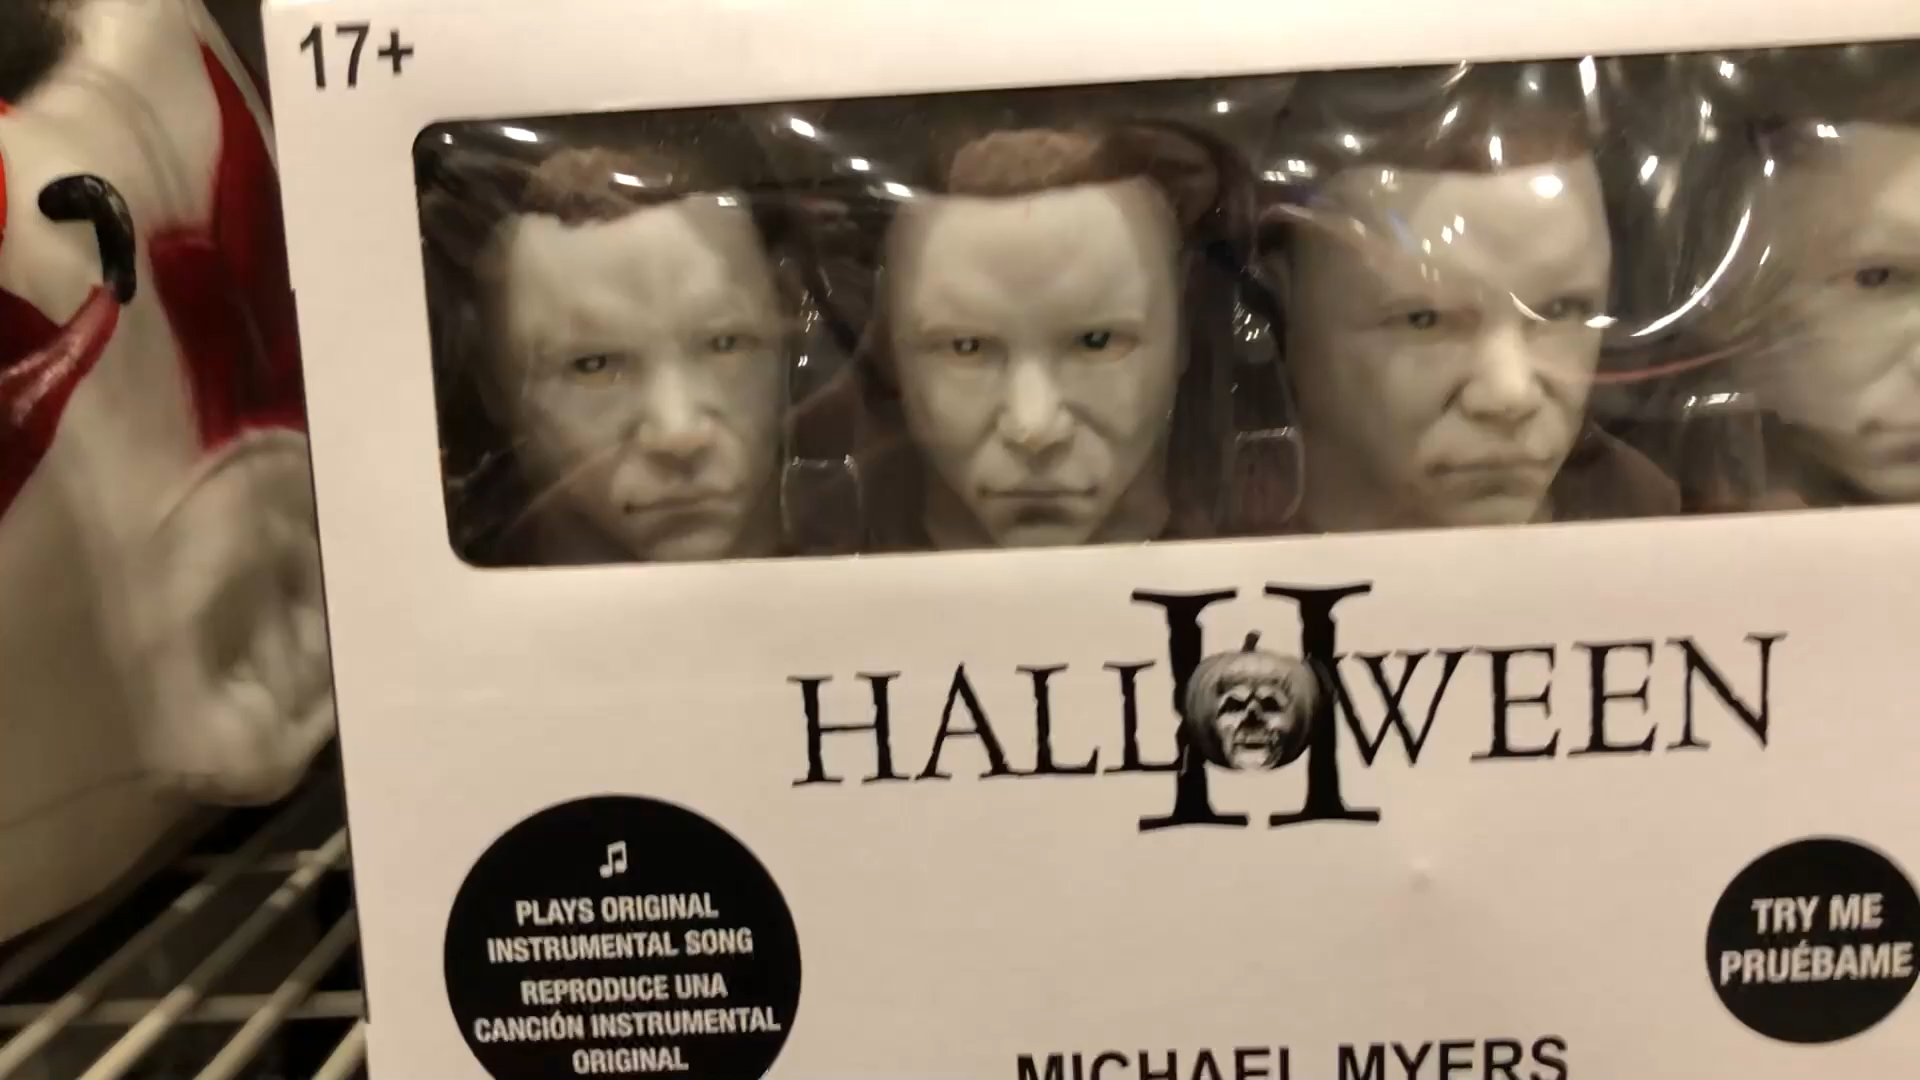 17+
HALLOWEEN
II
♫
PLAYS ORIGINAL
INSTRUMENTAL SONG
REPRODUCE UNA
CANCIÓN INSTRUMENTAL
ORIGINAL
TRY ME
PRUÉBAME
MICHAEL MYERS